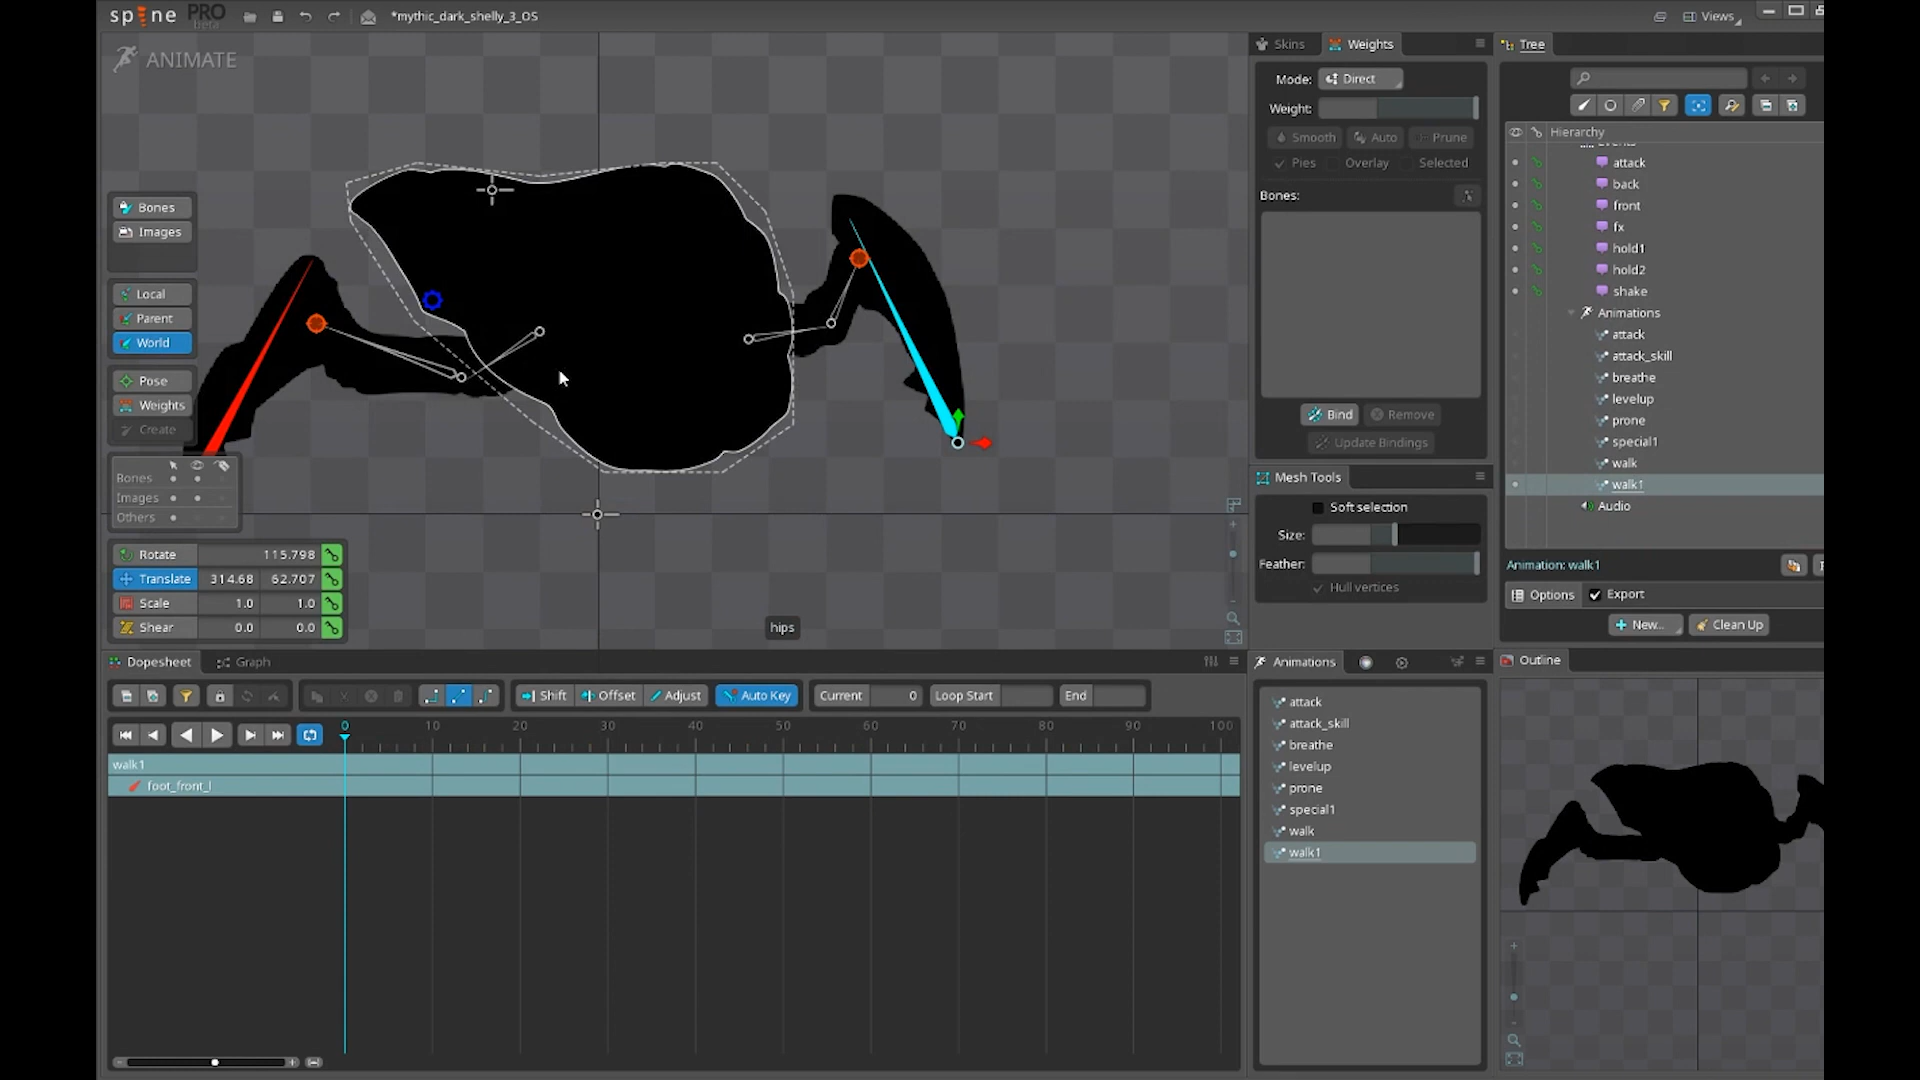 spine PRO Beta *mythic_dark_shelly_3_OS Views
ANIMATE
Bones
Images
Local
Parent
World
Pose
Weights
Create
Bones
Images
Others
Rotate 115.798
Translate 314.68 62.707
Scale 1.0 1.0
Shear 0.0 0.0
hips
Skins Weights
Mode: Direct
Weight:
Smooth Auto Prune
Pies Overlay Selected
Bones:
Bind Remove
Update Bindings
Mesh Tools
Soft selection
Size:
Feather:
Hull vertices
Tree
Hierarchy
Events
attack
back
front
fx
hold1
hold2
shake
Animations
attack
attack_skill
breathe
levelup
prone
special1
walk
walk1
Audio
Animation: walk1
Options Export
New... Clean Up
Dopesheet Graph
Shift Offset Adjust Auto Key Current 0 Loop Start End
0 10 20 30 40 50 60 70 80 90 100
walk1
foot_front_l
Animations
attack
attack_skill
breathe
levelup
prone
special1
walk
walk1
Outline